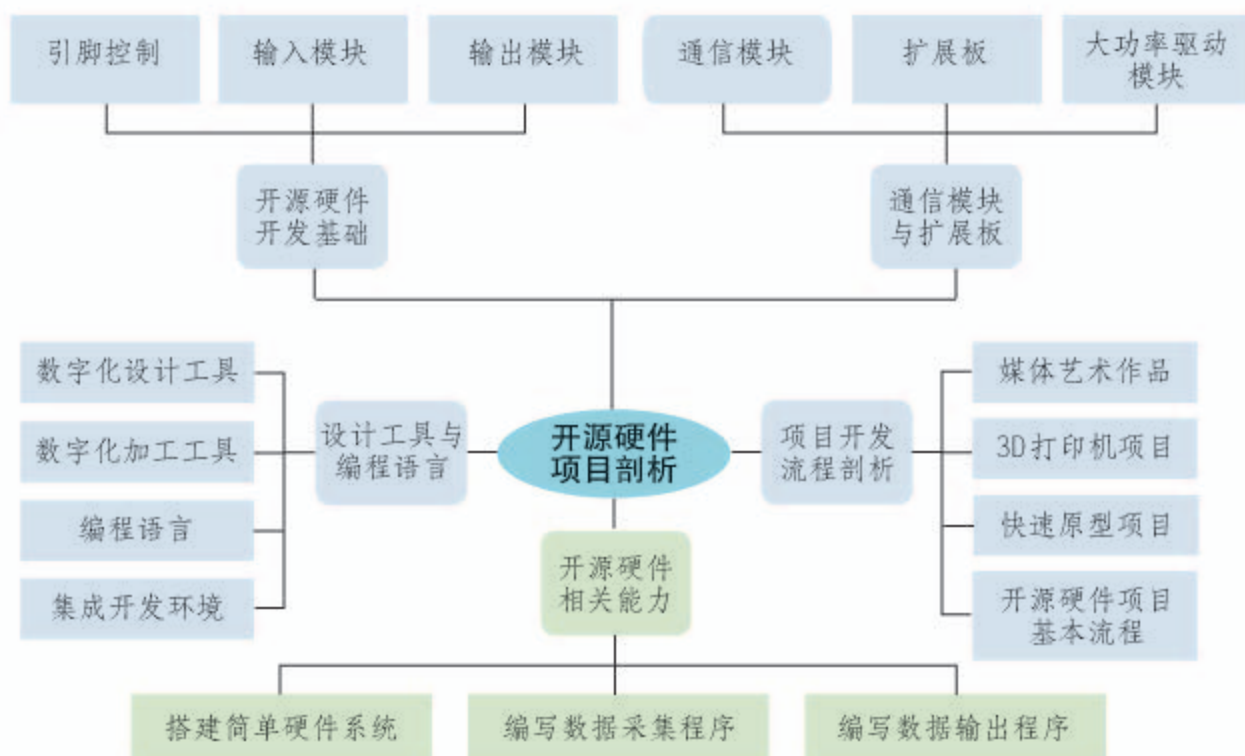 引脚控制
输入模块
输出模块
通信模块
扩展板
大功率驱动
模块
开源硬件
开发基础
通信模块
与扩展板
数字化设计工具
数字化加工工具
编程语言
集成开发环境
设计工具与
编程语言
开源硬件
项目剖析
项目开发
流程剖析
媒体艺术作品
3D打印机项目
快速原型项目
开源硬件项目
基本流程
开源硬件
相关能力
搭建简单硬件系统
编写数据采集程序
编写数据输出程序